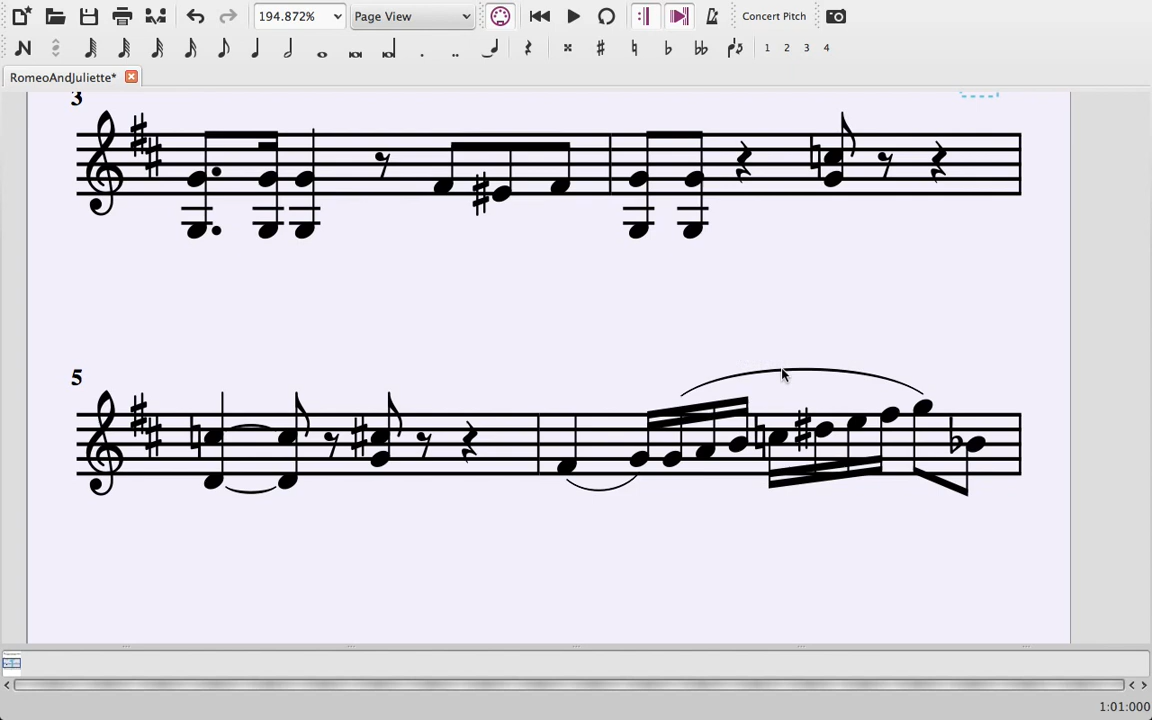 194.872% Page View Concert Pitch
1 2 3 4
RomeoAndJuliette*
3
5
1:01:000